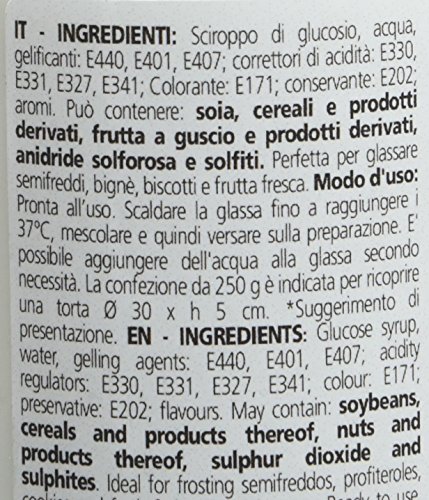 IT - INGREDIENTI: Sciroppo di glucosio, acqua,
gelificanti: E440, E401, E407; correttori di acidità: E330,
E331, E327, E341; Colorante: E171; conservante: E202;
aromi. Può contenere: soia, cereali e prodotti
derivati, frutta a guscio e prodotti derivati,
anidride solforosa e solfiti. Perfetta per glassare
semifreddi, bignè, biscotti e frutta fresca. Modo d'uso:
Pronta all'uso. Scaldare la glassa fino a raggiungere i
37ºC, mescolare e quindi versare sulla preparazione. E'
possibile aggiungere dell'acqua alla glassa secondo
necessità. La confezione da 250 g è indicata per ricoprire
una torta Ø 30 x h 5 cm. *Suggerimento di
presentazione. EN - INGREDIENTS: Glucose syrup,
water, gelling agents: E440, E401, E407; acidity
regulators: E330, E331, E327, E341; colour: E171;
preservative: E202; flavours. May contain: soybeans,
cereals and products thereof, nuts and
products thereof, sulphur dioxide and
sulphites. Ideal for frosting semifreddos, profiteroles,
Ready to use